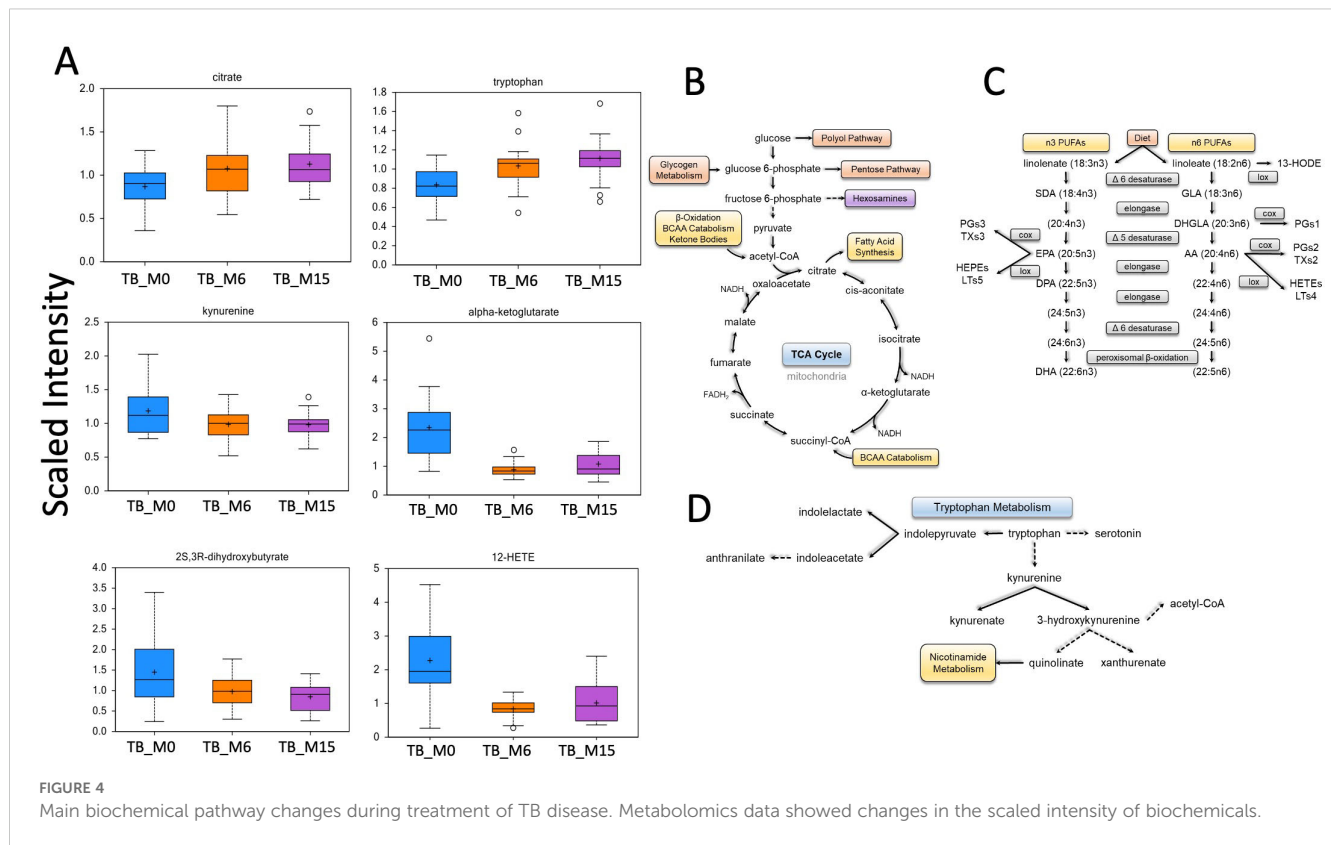 A
Scaled Intensity
citrate
2.0
1.5
1.0
0.5
0.0
TB_M0 TB_M6 TB_M15
tryptophan
1.8
1.6
1.4
1.2
1.0
0.8
0.6
0.4
0.2
0.0
TB_M0 TB_M6 TB_M15
kynurenine
2.5
2.0
1.5
1.0
0.5
0.0
TB_M0 TB_M6 TB_M15
alpha-ketoglutarate
6
5
4
3
2
1
0
TB_M0 TB_M6 TB_M15
2S,3R-dihydroxybutyrate
4.0
3.5
3.0
2.5
2.0
1.5
1.0
0.5
0.0
TB_M0 TB_M6 TB_M15
12-HETE
5
4
3
2
1
0
TB_M0 TB_M6 TB_M15
B
glucose
Polyol Pathway
Glycogen
Metabolism
glucose 6-phosphate
Pentose Pathway
fructose 6-phosphate
Hexosamines
β-Oxidation
BCAA Catabolism
Ketone Bodies
pyruvate
acetyl-CoA
Fatty Acid
Synthesis
citrate
oxaloacetate
cis-aconitate
NADH
malate
isocitrate
TCA Cycle
mitochondria
fumarate
NADH
α-ketoglutarate
FADH2
succinate
NADH
succinyl-CoA
BCAA Catabolism
C
n3 PUFAs
Diet
n6 PUFAs
linolenate (18:3n3)
linoleate (18:2n6)
13-HODE
lox
Δ 6 desaturase
SDA (18:4n3)
GLA (18:3n6)
elongase
(20:4n3)
DHGLA (20:3n6)
cox
PGs1
PGs3
TXs3
cox
Δ 5 desaturase
cox
PGs2
TXs2
EPA (20:5n3)
AA (20:4n6)
HEPEs
LTs5
lox
elongase
lox
HETEs
LTs4
DPA (22:5n3)
(22:4n6)
elongase
(24:5n3)
(24:4n6)
Δ 6 desaturase
(24:6n3)
(24:5n6)
peroxisomal β-oxidation
DHA (22:6n3)
(22:5n6)
D
Tryptophan Metabolism
indolelactate
indolepyruvate
tryptophan
serotonin
anthranilate
indoleacetate
kynurenine
kynurenate
3-hydroxykynurenine
acetyl-CoA
Nicotinamide
Metabolism
quinolinate
xanthurenate
FIGURE 4
Main biochemical pathway changes during treatment of TB disease. Metabolomics data showed changes in the scaled intensity of biochemicals.